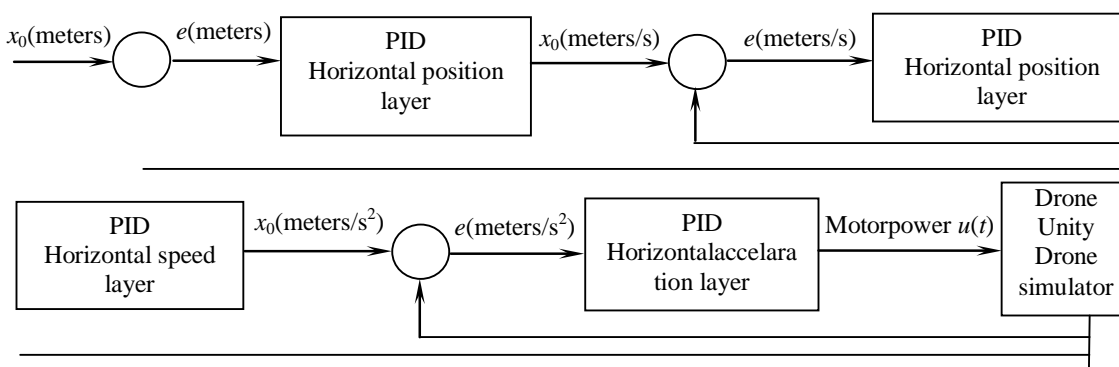 x₀(meters)
e(meters)
PID
Horizontal position
layer
x₀(meters/s)
e(meters/s)
PID
Horizontal position
layer
PID
Horizontal speed
layer
x₀(meters/s²)
e(meters/s²)
PID
Horizontalaccelara
tion layer
Motorpower u(t)
Drone
Unity
Drone
simulator